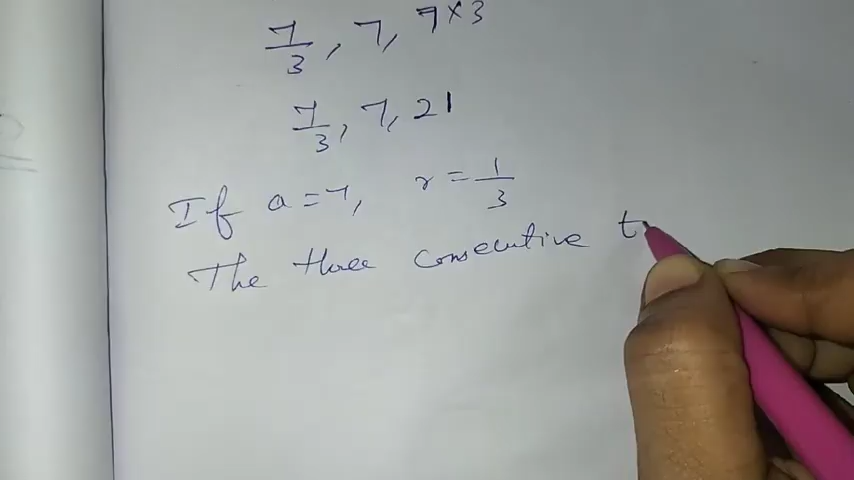 7/3, 7, 7×3
7/3, 7, 21
If a=7, r=1/3
The three consecutive t